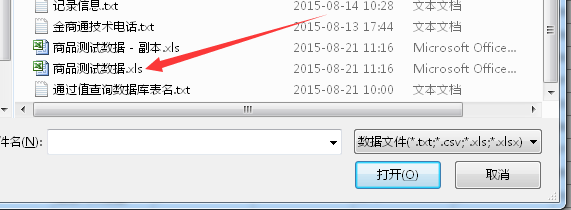 记录信息.txt 2015-08-14 10:28 文本文档
金商通技术电话.txt 2015-08-13 17:44 文本文档
商品测试数据 - 副本.xls 2015-08-21 11:16 Microsoft Office...
商品测试数据.xls 2015-08-21 11:16 Microsoft Office...
通过值查询数据库表名.txt 2015-08-21 10:00 文本文档
件名(N): 数据文件(*.txt;*.csv;*.xls;*.xlsx)
打开(O) 取消